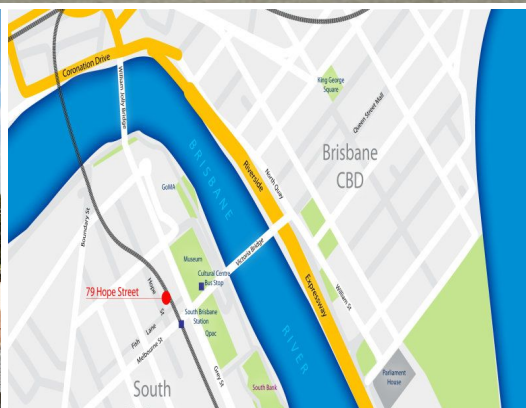 Coronation Drive
William Jolly Bridge
King George
Square
Queen Street Mall
BRISBANE
Brisbane
CBD
Riverside
North Quay
GoMA
Boundary St
Museum
Victoria Bridge
Cultural Centre
Bus Stop
79 Hope Street
Hope St
Expressway
William St
South Brisbane
Station
Fish Lane
Qpac
Melbourne St
RIVER
Grey St
Parliament
House
South
South Bank